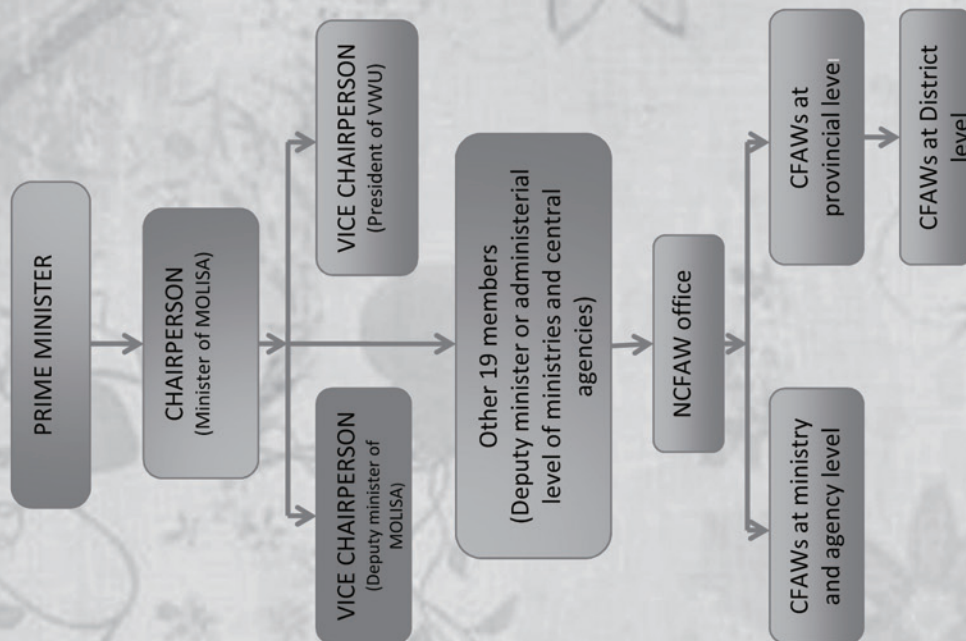 PRIME MINISTER
CHAIRPERSON
(Minister of MOLISA)
VICE CHAIRPERSON
(Deputy minister of
MOLISA)
VICE CHAIRPERSON
(President of VWU)
Other 19 members
(Deputy minister or administerial
level of ministries and central
agencies)
NCFAW office
CFAWs at ministry
and agency level
CFAWs at
provincial level
CFAWs at District
level